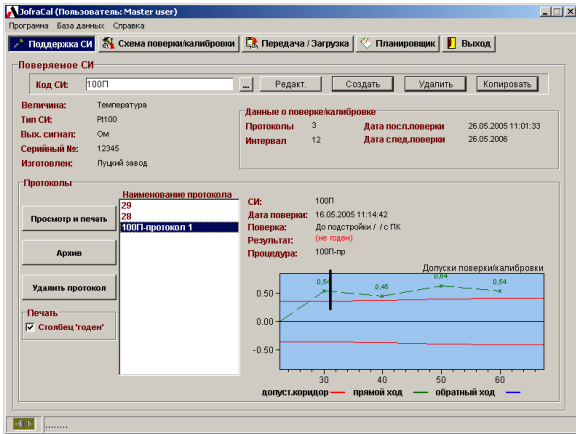 JofraCal (Пользователь: Master user)
Программа База данных Справка
Поддержка СИ Схема поверки/калибровки Передача / Загрузка Планировщик Выход
Поверяемое СИ
Код СИ: 100П ... Редакт. Создать Удалить Копировать
Величина: Температура
Тип СИ: Pt100
Вых. сигнал: Ом
Серийный №: 12345
Изготовлен: Луцкий завод
Данные о поверке/калибровке
Протоколы 3 Дата посл.поверки 26.05.2005 11:01:33
Интервал 12 Дата след.поверки 26.05.2006
Протоколы
Просмотр и печать
Архив
Удалить протокол
Печать
Столбец 'годен'
Наименование протокола
29
28
100П-протокол 1
СИ: 100П
Дата поверки: 16.05.2005 11:14:42
Поверка: До подстройки / / с ПК
Результат: (не годен)
Процедура: 100П-пр
Допуски поверки/калибровки
0,54 0,45 0,64 0,54
0.50
0.00
-0.50
30 40 50 60
допуст.коридор прямой ход обратный ход
........